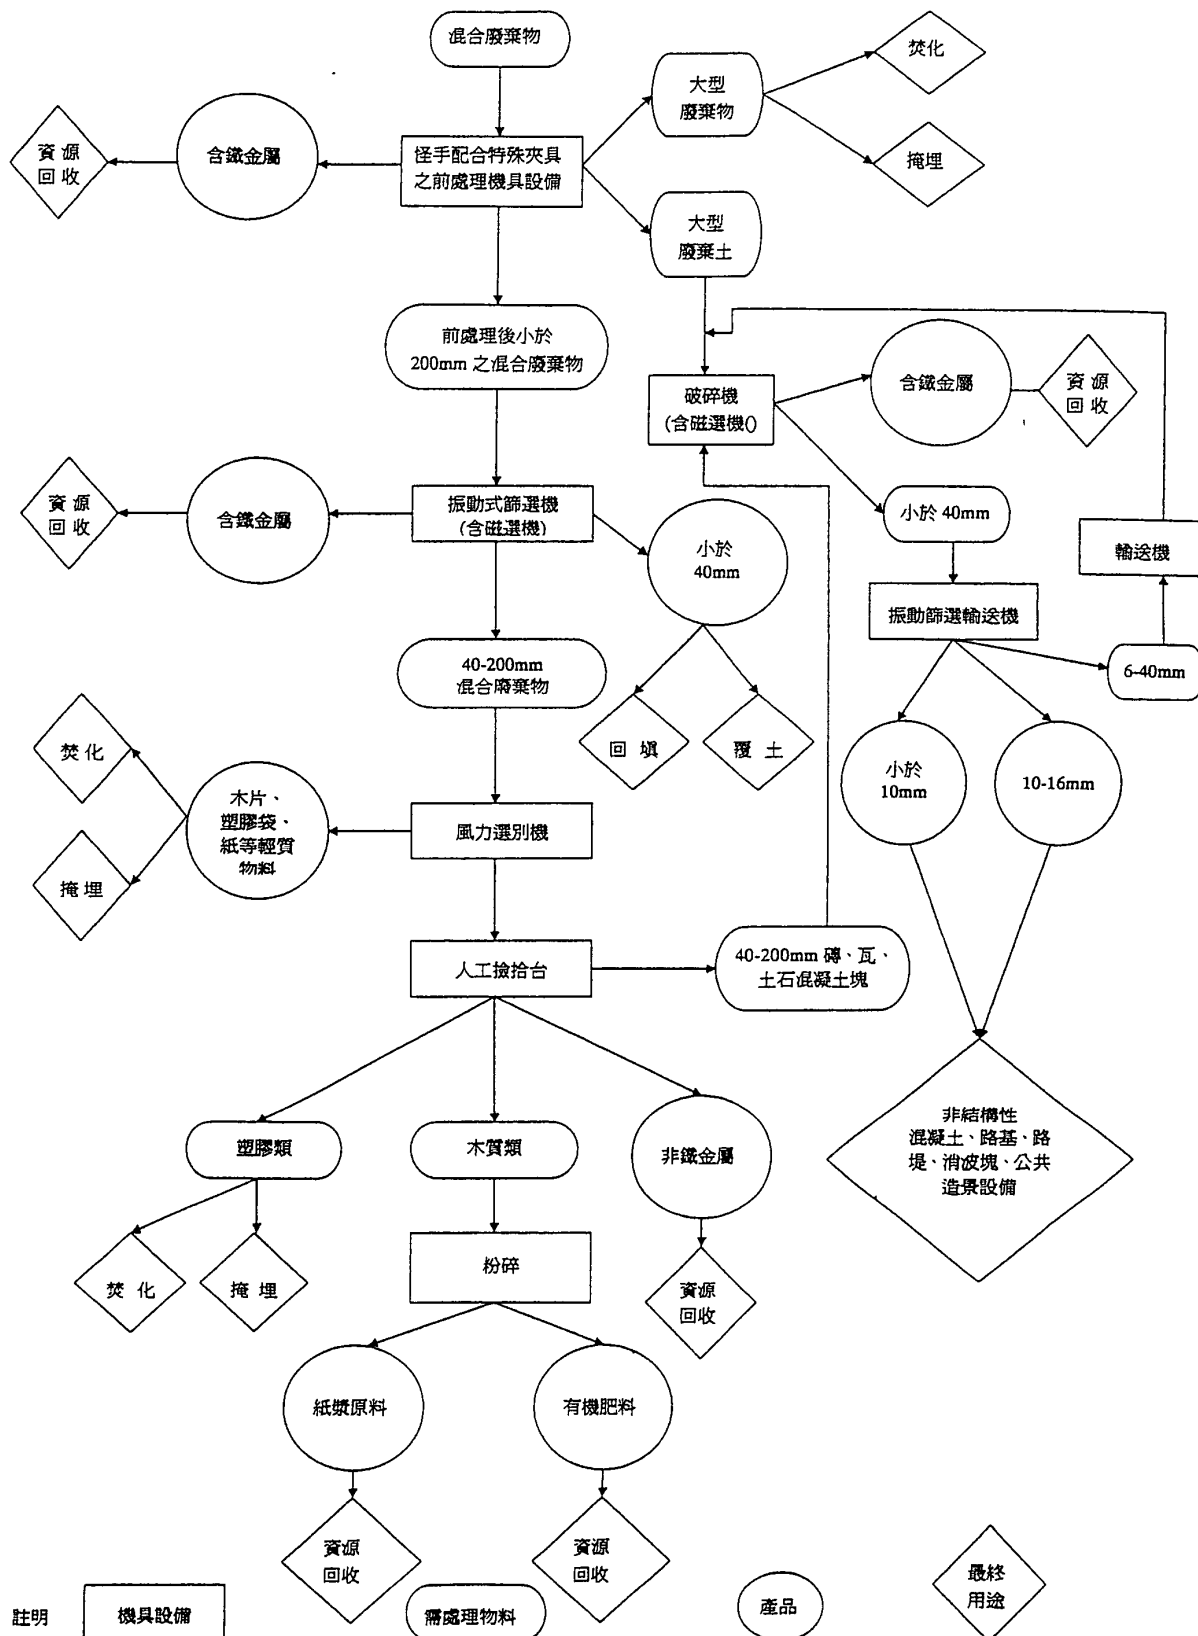 混合廢棄物
焚化
大型
廢棄物
資源
回收
含鐵金屬
怪手配合特殊夾具
之前處理機具設備
掩埋
大型
廢棄土
前處理後小於
200mm 之混合廢棄物
破碎機
(含磁選機()
含鐵金屬
資源
回收
資源
回收
含鐵金屬
振動式篩選機
(含磁選機)
小於
40mm
小於 40mm
輸送機
振動篩選輸送機
40-200mm
混合廢棄物
6-40mm
焚化
回填
覆土
小於
10mm
10-16mm
木片、
塑膠袋、
紙等輕質
物料
風力選別機
掩埋
人工撿拾台
40-200mm 磚、瓦、
土石混凝土塊
塑膠類
木質類
非鐵金屬
非結構性
混凝土、路基、路
堤、消波塊、公共
造景設備
焚化
掩埋
粉碎
資源
回收
紙漿原料
有機肥料
資源
回收
資源
回收
註明
機具設備
需處理物料
產品
最終
用途